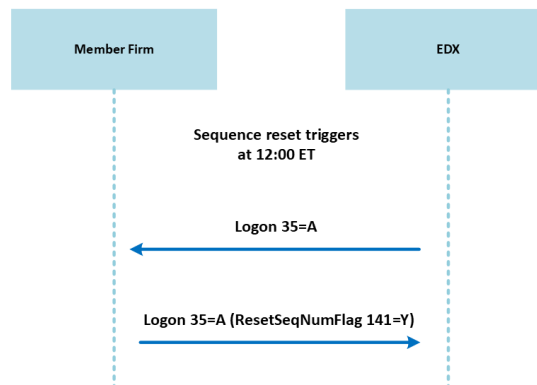 Member Firm
EDX
Sequence reset triggers
at 12:00 ET
Logon 35=A
Logon 35=A (ResetSeqNumFlag 141=Y)